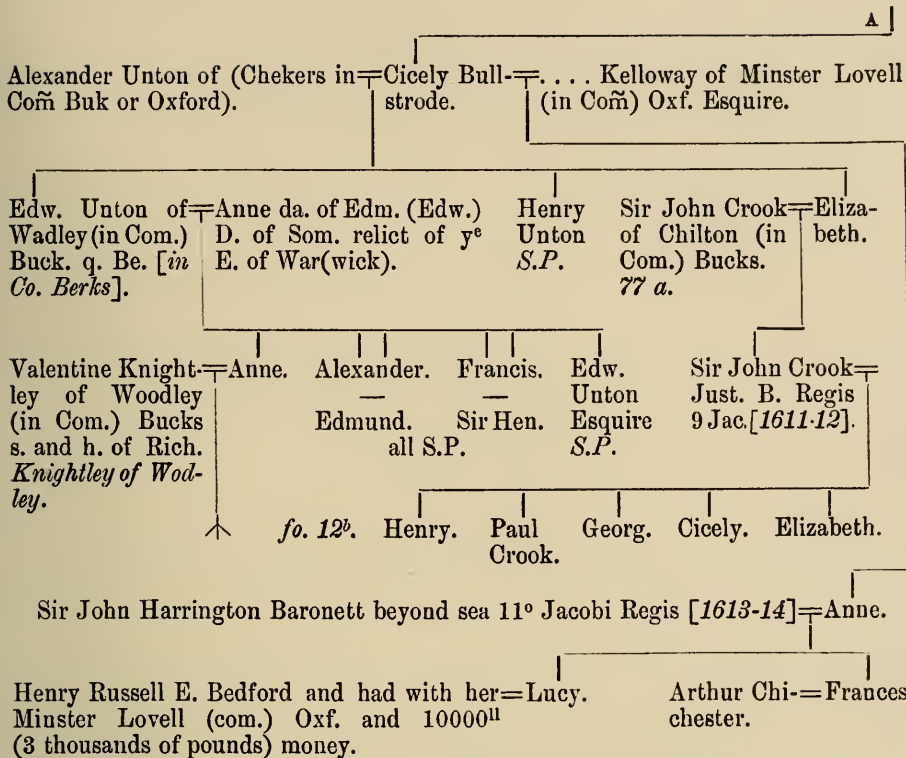 A
Alexander Unton of (Chekers in=Cicely Bull-=. . . . Kelloway of Minster Lovell
Com̃ Buk or Oxford). strode. (in Com̃) Oxf. Esquire.
Edw. Unton of=Anne da. of Edm. (Edw.) Henry Sir John Crook=Eliza-
Wadley (in Com.) D. of Som. relict of yᵉ Unton of Chilton (in beth.
Buck. q. Be. [in E. of War(wick). S.P. Com.) Bucks.
Co. Berks]. 77 a.
Valentine Knight-=Anne. Alexander. Francis. Edw. Sir John Crook=
ley of Woodley — — Unton Just. B. Regis
(in Com.) Bucks Edmund. Sir Hen. Esquire 9 Jac. [1611-12].
s. and h. of Rich. all S.P. S.P.
Knightley of Wod-
ley.
fo. 12ᵇ. Henry. Paul Georg. Cicely. Elizabeth.
Crook.
Sir John Harrington Baronett beyond sea 11º Jacobi Regis [1613-14]=Anne.
Henry Russell E. Bedford and had with her=Lucy. Arthur Chi-=Frances
Minster Lovell (com.) Oxf. and 10000ˡˡ chester.
(3 thousands of pounds) money.